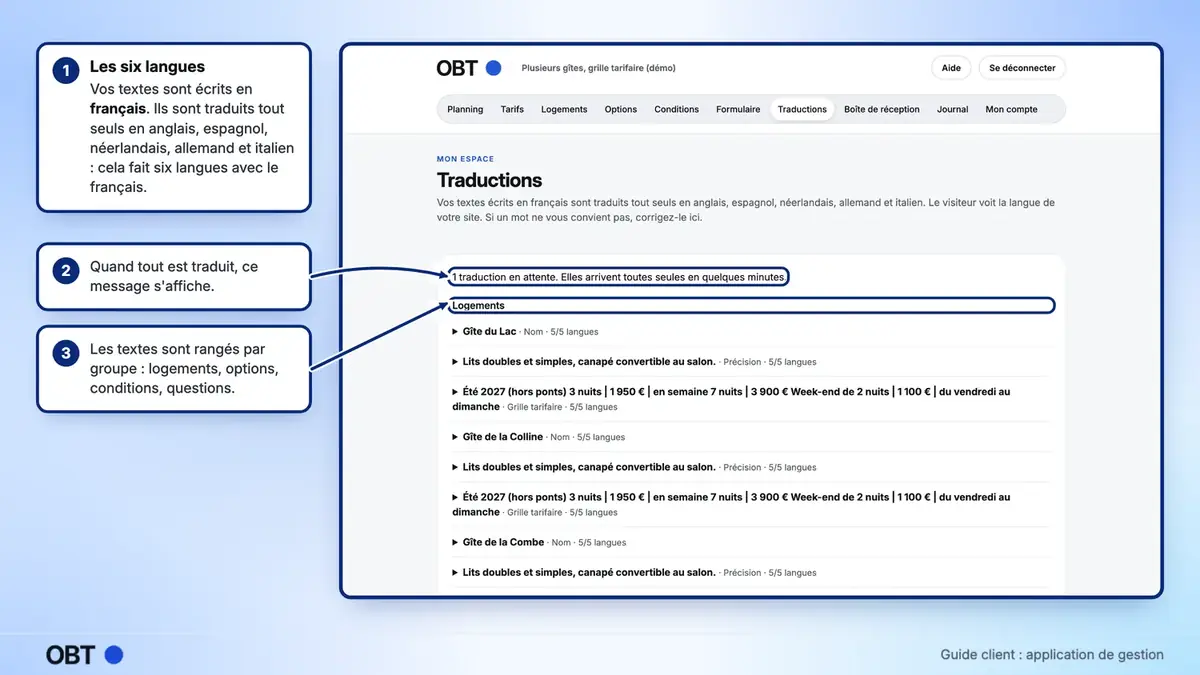 1
Les six langues
Vos textes sont écrits en
français. Ils sont traduits tout
seuls en anglais, espagnol,
néerlandais, allemand et italien
: cela fait six langues avec le
français.
2
Quand tout est traduit, ce
message s'affiche.
3
Les textes sont rangés par
groupe : logements, options,
conditions, questions.
OBT
Plusieurs gîtes, grille tarifaire (démo)
Aide
Se déconnecter
Planning
Tarifs
Logements
Options
Conditions
Formulaire
Traductions
Boîte de réception
Journal
Mon compte
MON ESPACE
Traductions
Vos textes écrits en français sont traduits tout seuls en anglais, espagnol, néerlandais, allemand et italien. Le visiteur voit la langue de
votre site. Si un mot ne vous convient pas, corrigez-le ici.
1 traduction en attente. Elles arrivent toutes seules en quelques minutes.
Logements
▶ Gîte du Lac · Nom · 5/5 langues
▶ Lits doubles et simples, canapé convertible au salon. · Précision · 5/5 langues
▶ Été 2027 (hors ponts) 3 nuits | 1 950 € | en semaine 7 nuits | 3 900 € Week-end de 2 nuits | 1 100 € | du vendredi au
dimanche · Grille tarifaire · 5/5 langues
▶ Gîte de la Colline · Nom · 5/5 langues
▶ Lits doubles et simples, canapé convertible au salon. · Précision · 5/5 langues
▶ Été 2027 (hors ponts) 3 nuits | 1 950 € | en semaine 7 nuits | 3 900 € Week-end de 2 nuits | 1 100 € | du vendredi au
dimanche · Grille tarifaire · 5/5 langues
▶ Gîte de la Combe · Nom · 5/5 langues
▶ Lits doubles et simples, canapé convertible au salon. · Précision · 5/5 langues
OBT
Guide client : application de gestion